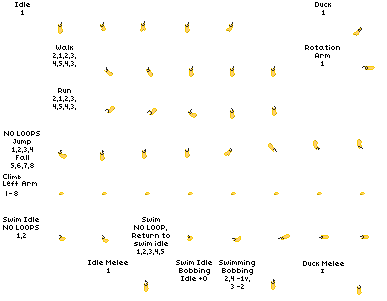 Idle
1
Duck
1
Walk
2,1,2,3,
4,5,4,3,
Rotation
Arm
1
Run
2,1,2,3,
4,5,4,3,
NO LOOPS
Jump
1,2,3,4
Fall
5,6,7,8
Climb
Left Arm
1-8
Swim Idle
NO LOOPS
1,2
Swim
NO LOOP,
Return to
swim idle
1,2,3,4,5
Idle Melee
1
Swim Idle
Bobbing
Idle +0
Swimming
Bobbing
2,4 -1v,
3 -2
Duck Melee
1